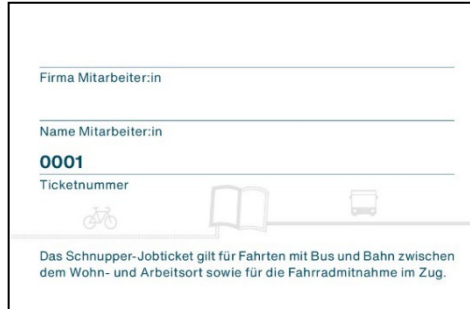 Firma Mitarbeiter:in
Name Mitarbeiter:in
0001
Ticketnummer
Das Schnupper-Jobticket gilt für Fahrten mit Bus und Bahn zwischen
dem Wohn- und Arbeitsort sowie für die Fahrradmitnahme im Zug.